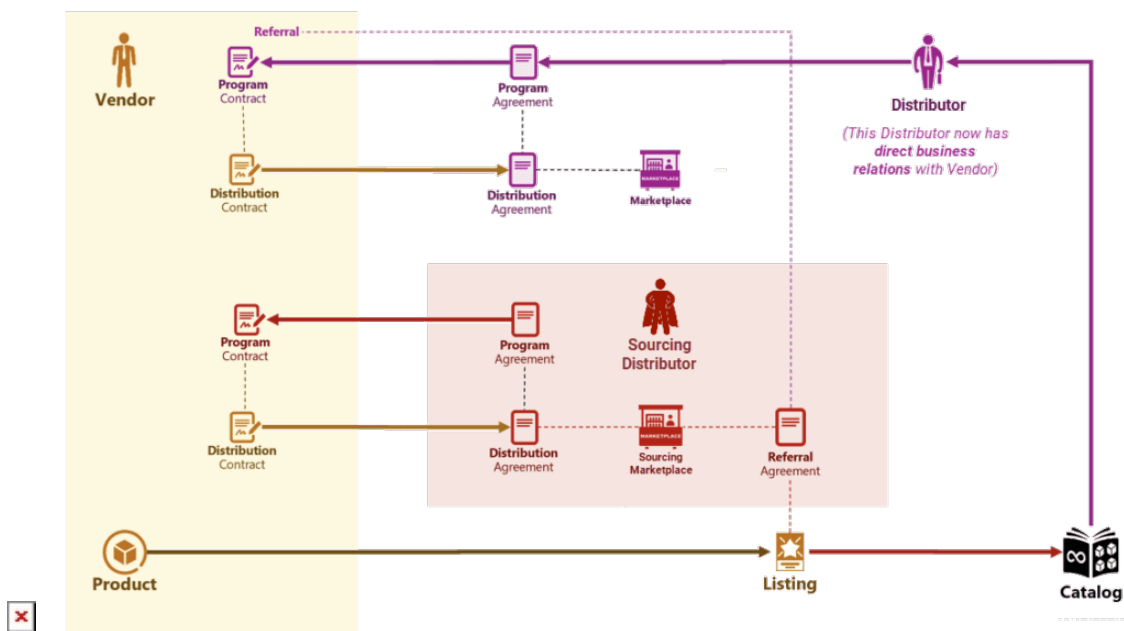 Referral
Vendor
Program
Contract
Program
Agreement
Distributor
(This Distributor now has
direct business
relations with Vendor)
Distribution
Contract
Distribution
Agreement
MARKETPLACE
Marketplace
Program
Contract
Program
Agreement
Sourcing
Distributor
Distribution
Contract
Distribution
Agreement
MARKETPLACE
Sourcing
Marketplace
Referral
Agreement
Product
Listing
Catalog